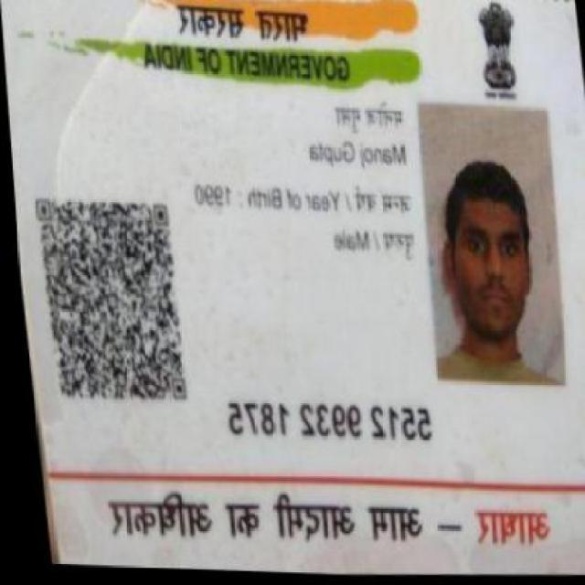 भारत सरकार
GOVERNMENT OF INDIA
मनोज गुप्ता
Manoj Gupta
जन्म वर्ष / Year of Birth : 1990
पुरुष / Male
5512 9932 1875
आधार – आम आदमी का अधिकार